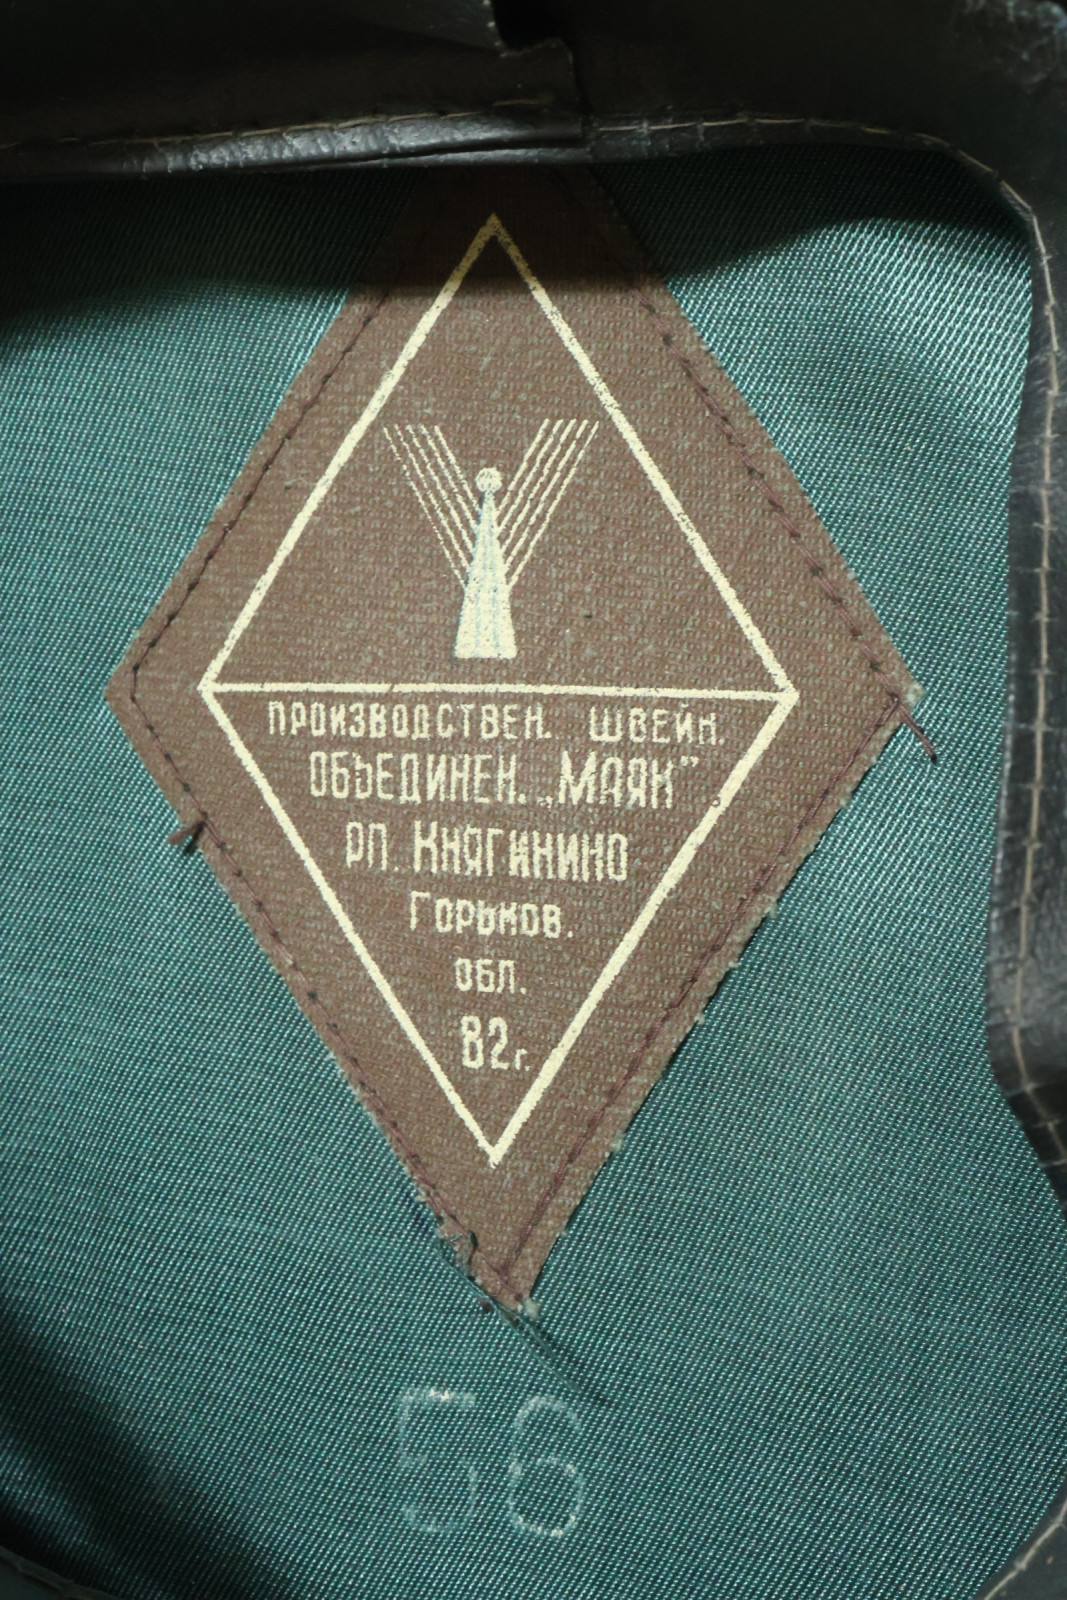 ПРОИЗВОДСТВЕН. ШВЕЙН.
ОБЪЕДИНЕН. „МАЯК"
РП. КНЯГИНИНО
ГОРЬКОВ.
ОБЛ.
82г.
56